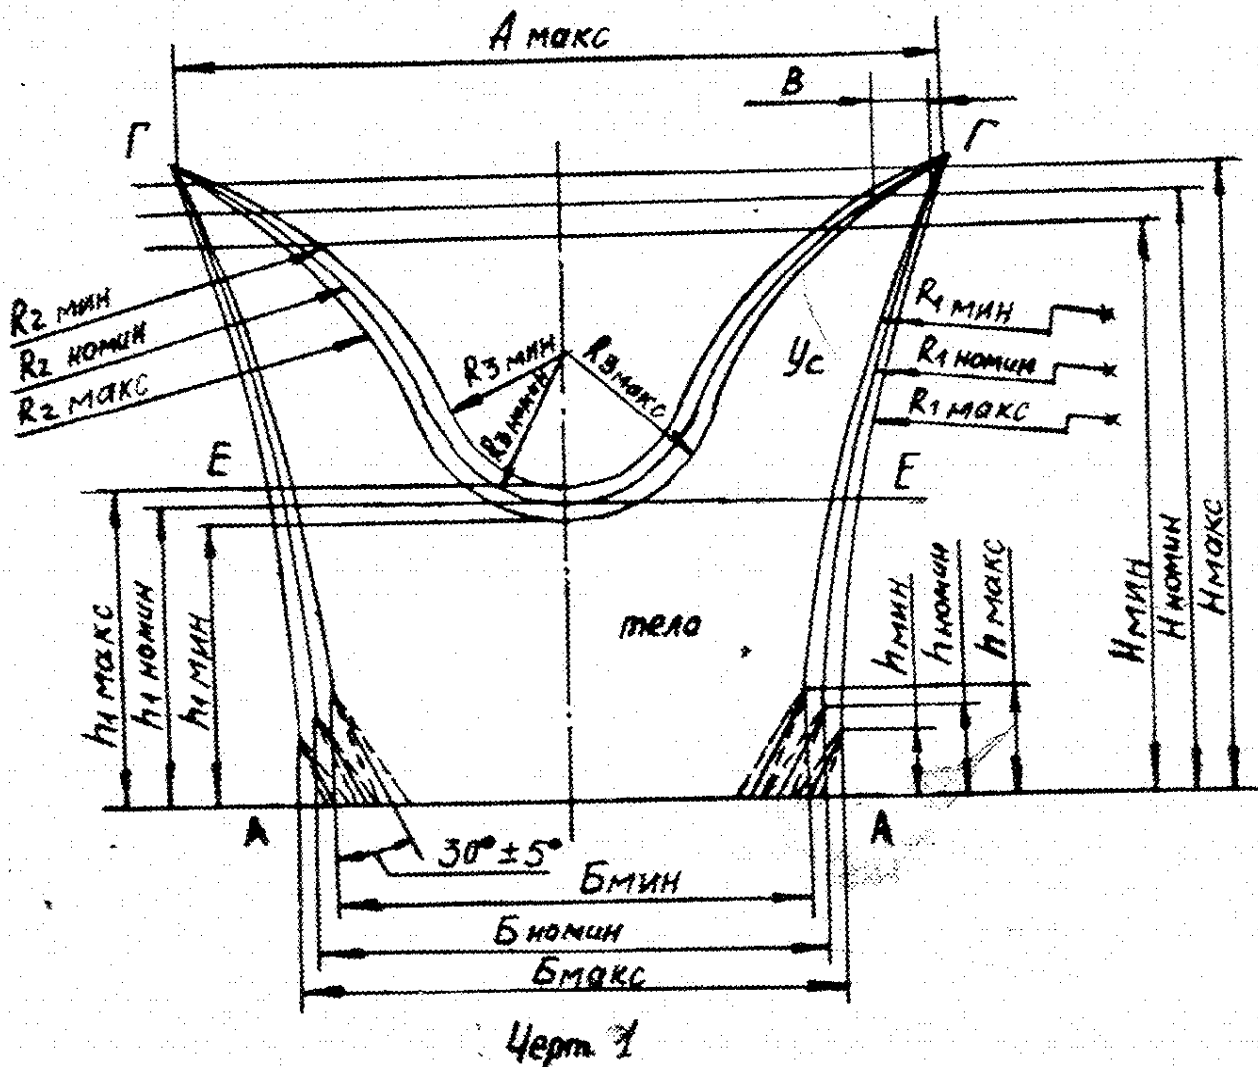 А макс
В
Г
Г
R2 мин
R2 номин
R2 макс
R3 мин
R3 номин
R3 макс
Ус
R1 мин
R1 номин
R1 макс
Е
Е
тело
h1 макс
h1 номин
h1 мин
h мин
h номин
h макс
H мин
H номин
H макс
А
А
30°±5°
Б мин
Б номин
Б макс
Черт 1